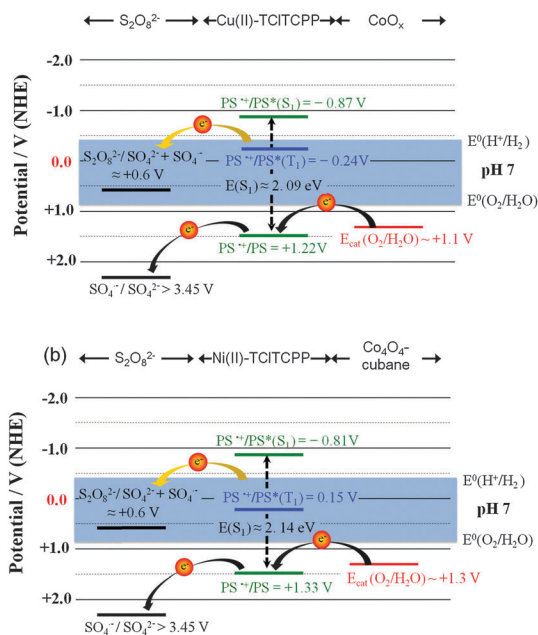 S₂O₈²⁻ Cu(II)-TClTCPP CoOₓ
Potential / V (NHE)
-2.0
-1.0
0.0
+1.0
+2.0
PS•⁺/PS*(S₁) = − 0.87V
e⁻
E⁰(H⁺/H₂)
S₂O₈²⁻/ SO₄²⁻+ SO₄•⁻
≈ +0.6 V
PS•⁺/PS*(T₁) = −0.24V
pH 7
E(S₁) ≈ 2.09 eV
e⁻
E⁰(O₂/H₂O)
e⁻
PS•⁺/PS = +1.22V
Ecat(O₂/H₂O) ~ +1.1 V
SO₄•⁻/ SO₄²⁻ > 3.45 V
(b)
S₂O₈²⁻ Ni(II)-TClTCPP Co₄O₄-
cubane
Potential / V (NHE)
-2.0
-1.0
0.0
+1.0
+2.0
PS•⁺/PS*(S₁) = − 0.81V
e⁻
E⁰(H⁺/H₂)
S₂O₈²⁻/ SO₄²⁻+ SO₄•⁻
≈ +0.6 V
PS•⁺/PS*(T₁) = 0.15 V
pH 7
E(S₁) ≈ 2.14 eV
e⁻
E⁰(O₂/H₂O)
e⁻
PS•⁺/PS = +1.33 V
Ecat(O₂/H₂O) ~ +1.3 V
SO₄•⁻/ SO₄²⁻ > 3.45 V